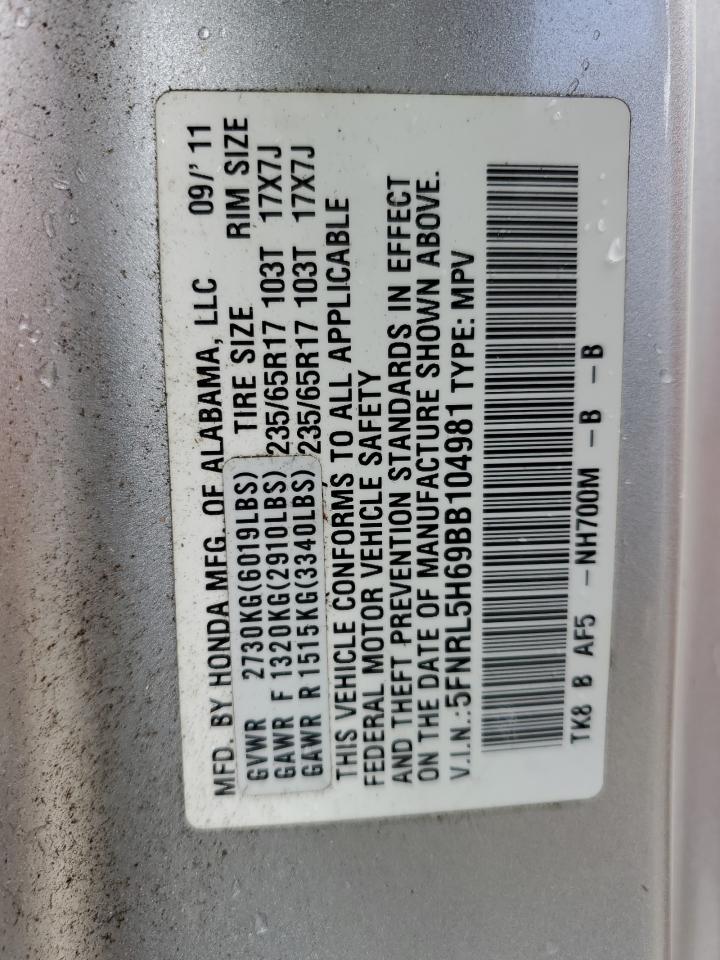 MFD. BY HONDA MFG. OF ALABAMA, LLC 09/'11
GVWR 2730KG(6019LBS) TIRE SIZE RIM SIZE
GAWR F 1320KG(2910LBS) 235/65R17 103T 17X7J
GAWR R 1515KG(3340LBS) 235/65R17 103T 17X7J
THIS VEHICLE CONFORMS TO ALL APPLICABLE
FEDERAL MOTOR VEHICLE SAFETY
AND THEFT PREVENTION STANDARDS IN EFFECT
ON THE DATE OF MANUFACTURE SHOWN ABOVE.
V.I.N.:5FNRL5H69BB104981 TYPE: MPV
TK8 B AF5 -NH700M -B -B